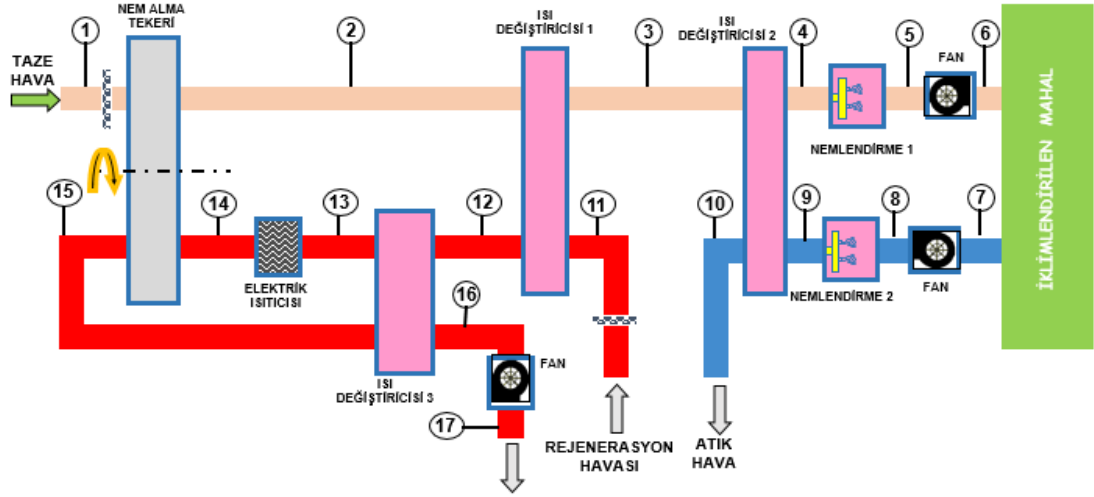 NEM ALMA
TEKERİ
ISI
DEĞİŞTİRİCİSİ 1
ISI
DEĞİŞTİRİCİSİ 2
1
2
3
4
5
6
TAZE
HAVA
FAN
NEMLENDİRME 1
İKLİMLENDİRİLEN MAHAL
15
14
13
12
11
10
9
8
7
ELEKTRİK
ISITICISI
NEMLENDİRME 2
FAN
16
ISI
DEĞİŞTİRİCİSİ 3
FAN
17
REJENERASYON
HAVASI
ATIK
HAVA